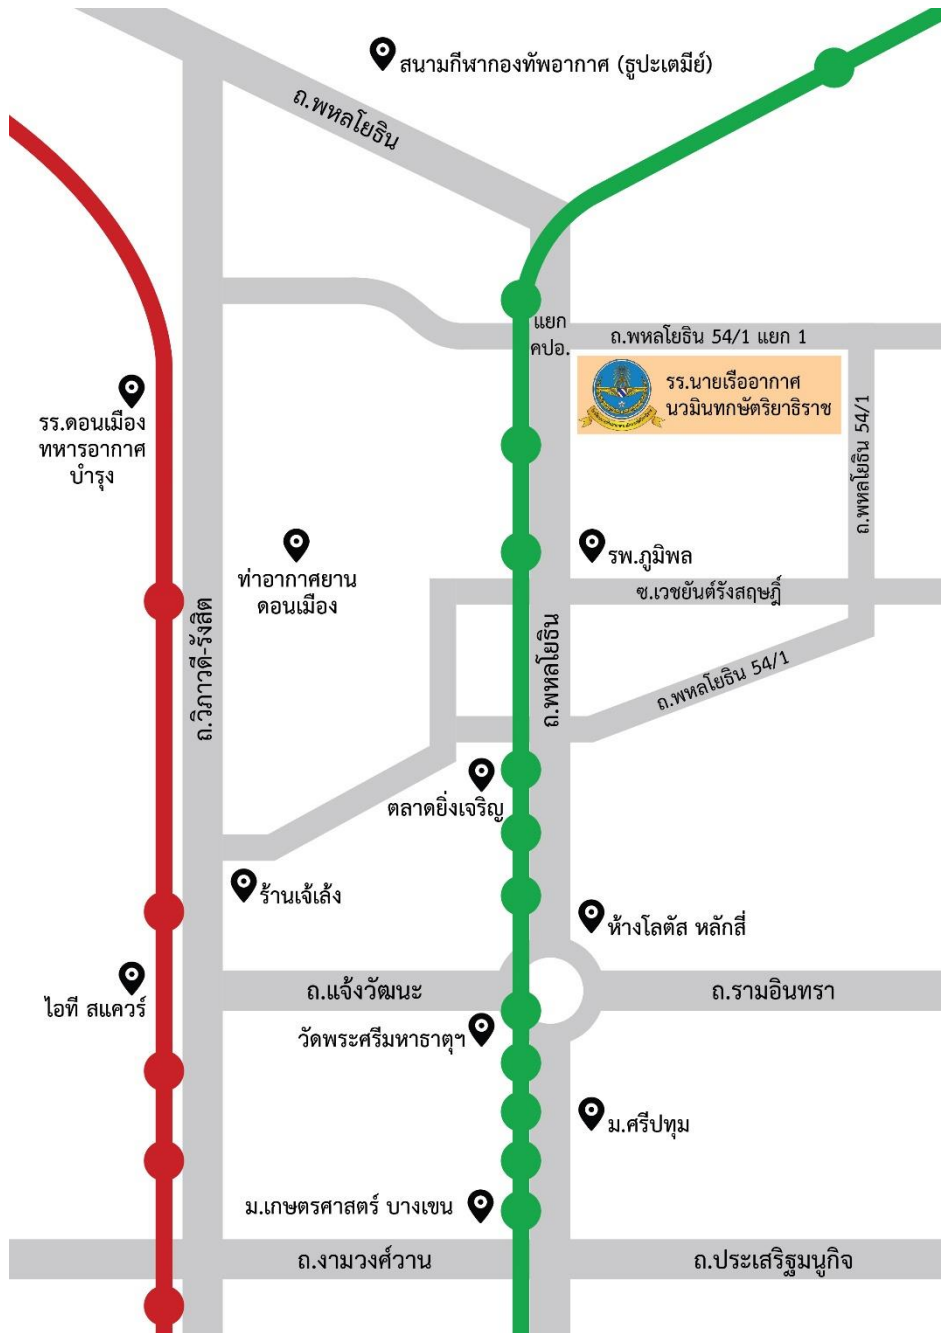 สนามกีฬากองทัพอากาศ (ธูปะเตมีย์)
ถ.พหลโยธิน
แยก
คปอ.
ถ.พหลโยธิน 54/1 แยก 1
รร.นายเรืออากาศ
นวมินทกษัตริยาธิราช
รร.ดอนเมือง
ทหารอากาศ
บำรุง
ถ.พหลโยธิน 54/1
ท่าอากาศยาน
ดอนเมือง
รพ.ภูมิพล
ซ.เวชยันต์รังสฤษฎิ์
ถ.วิภาวดี-รังสิต
ถ.พหลโยธิน
ถ.พหลโยธิน 54/1
ตลาดยิ่งเจริญ
ร้านเจ้เล้ง
ห้างโลตัส หลักสี่
ไอที สแควร์
ถ.แจ้งวัฒนะ
ถ.รามอินทรา
วัดพระศรีมหาธาตุฯ
ม.ศรีปทุม
ม.เกษตรศาสตร์ บางเขน
ถ.งามวงศ์วาน
ถ.ประเสริฐมนูกิจ